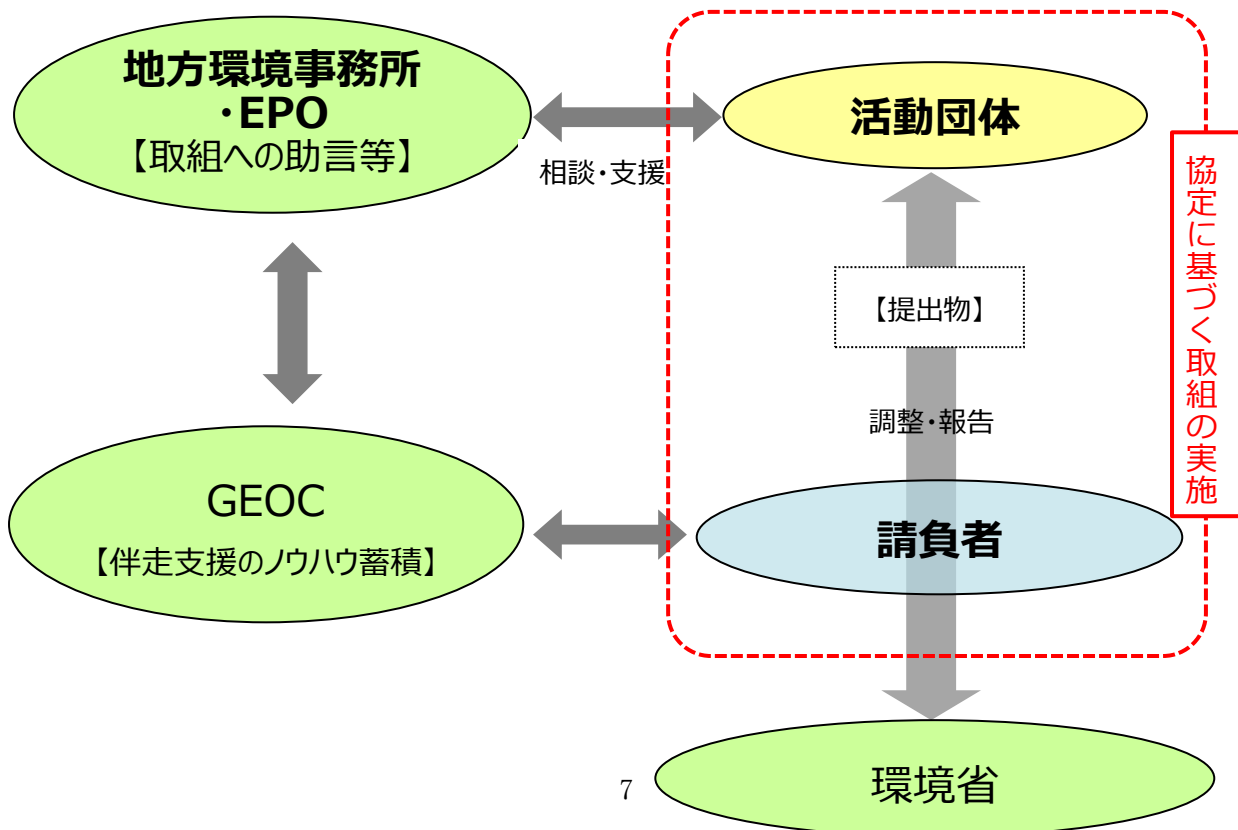 地方環境事務所
・EPO
【取組への助言等】
相談・支援
活動団体
協定に基づく取組の実施
【提出物】
調整・報告
GEOC
【伴走支援のノウハウ蓄積】
請負者
環境省
7